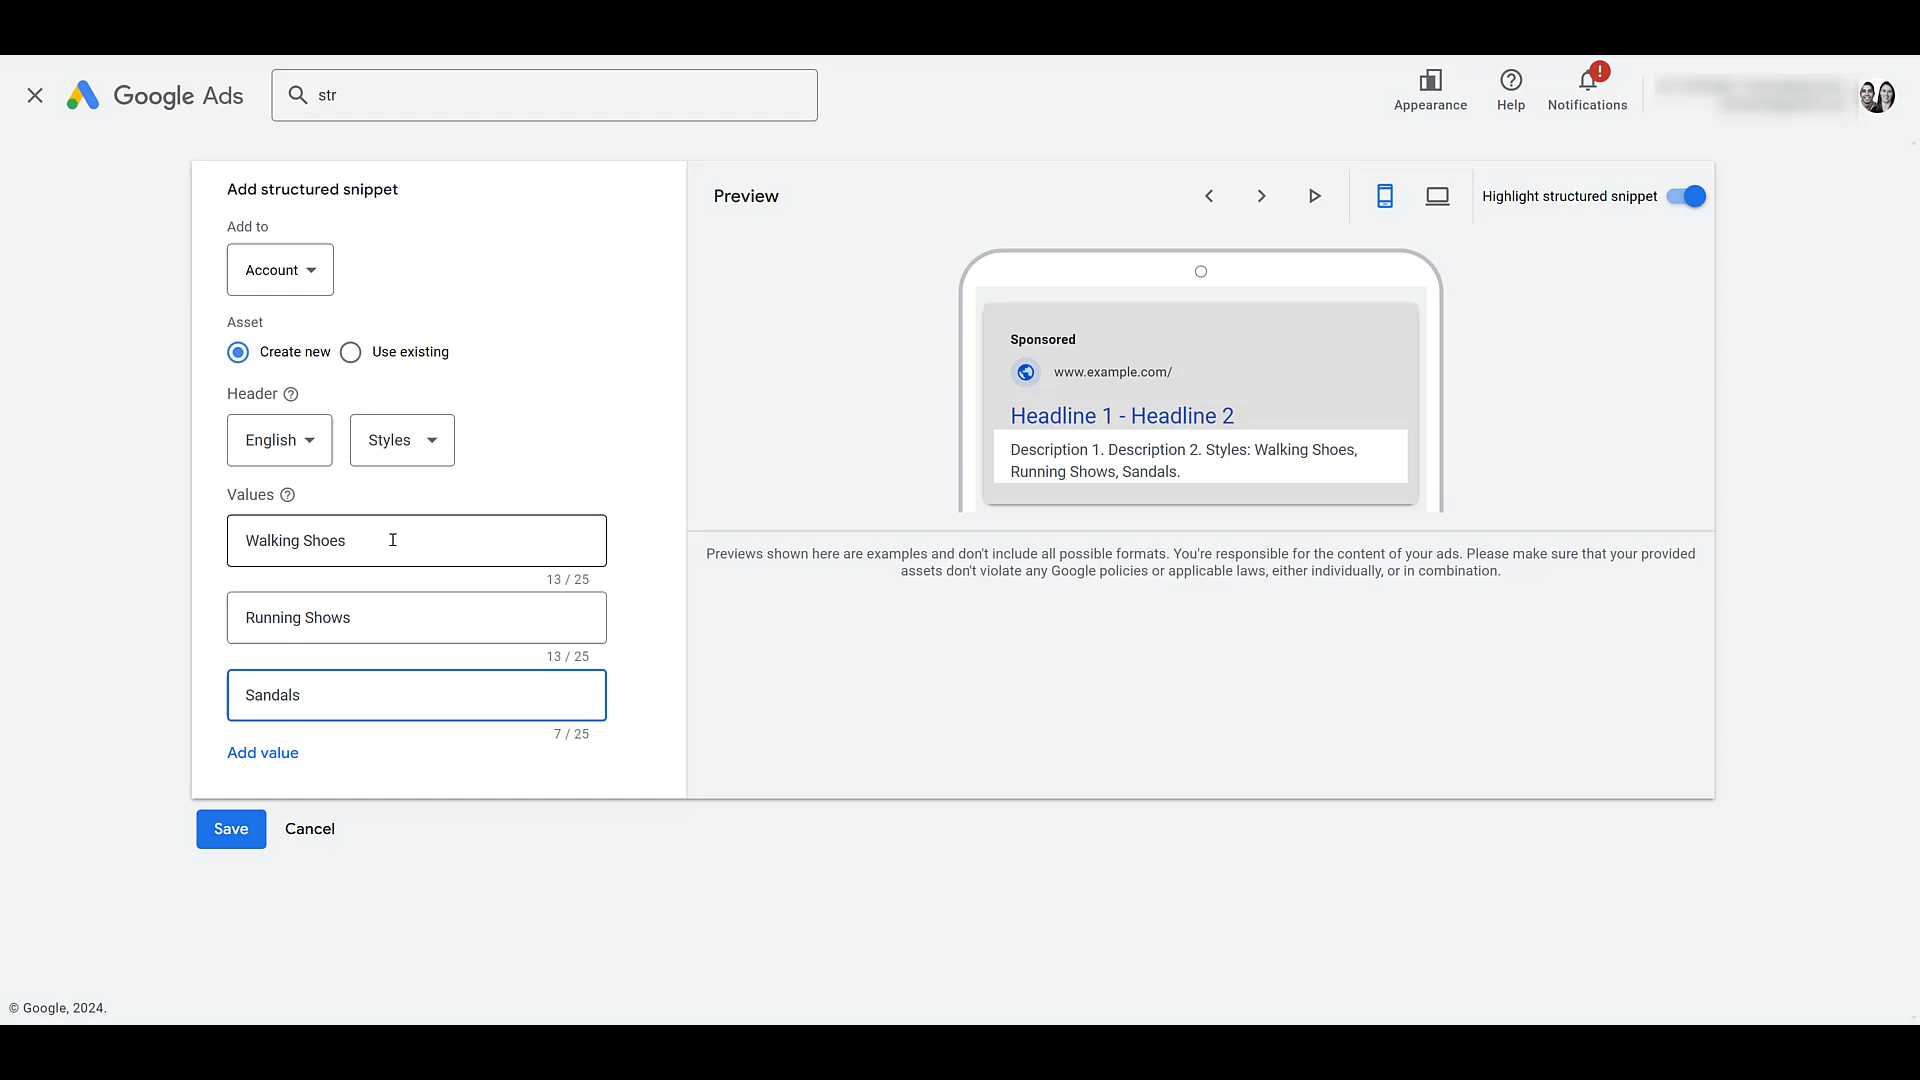 Google Ads
str
Appearance
Help
!
Notifications
Add structured snippet
Add to
Account
Asset
Create new
Use existing
Header ?
English
Styles
Values ?
Walking Shoes
13 / 25
Running Shows
13 / 25
Sandals
7 / 25
Add value
Save
Cancel
Preview
Highlight structured snippet
Sponsored
www.example.com/
Headline 1 - Headline 2
Description 1. Description 2. Styles: Walking Shoes,
Running Shows, Sandals.
Previews shown here are examples and don't include all possible formats. You're responsible for the content of your ads. Please make sure that your provided
assets don't violate any Google policies or applicable laws, either individually, or in combination.
© Google, 2024.